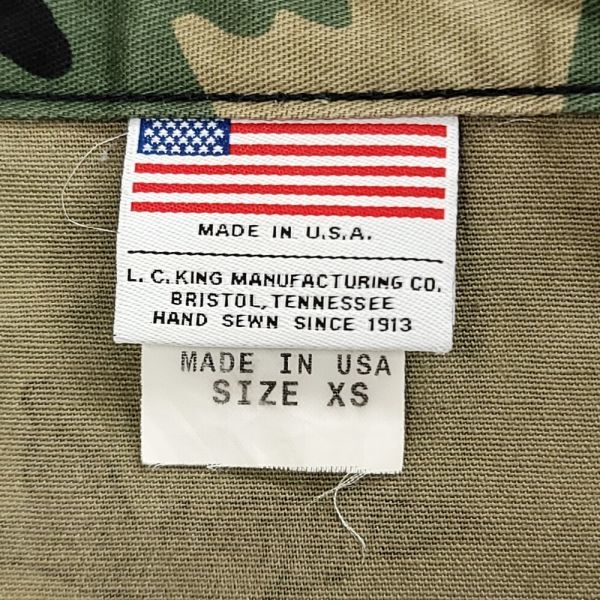 MADE IN U.S.A.
L. C. KING MANUFACTURING CO.
BRISTOL, TENNESSEE
HAND SEWN SINCE 1913
MADE IN USA
SIZE XS